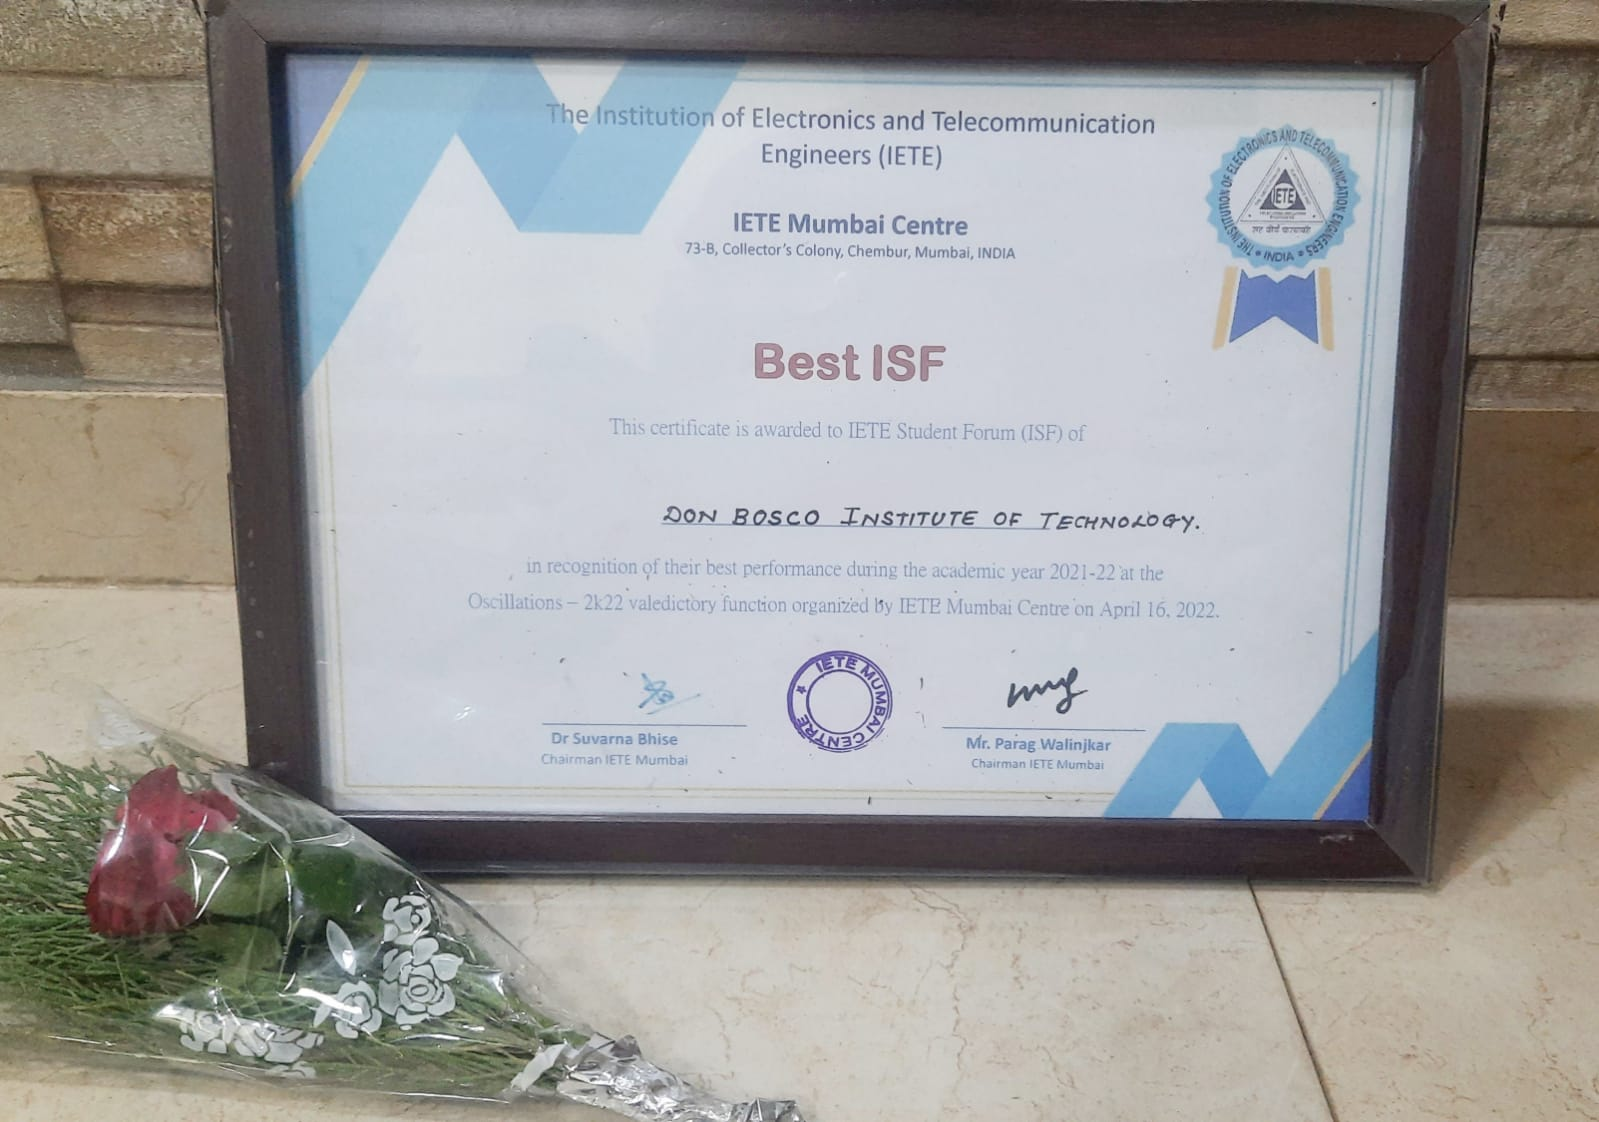 The Institution of Electronics and Telecommunication
Engineers (IETE)
IETE Mumbai Centre
73-B, Collector's Colony, Chembur, Mumbai, INDIA
THE INSTITUTION OF ELECTRONICS AND TELECOMMUNICATION ENGINEERS
INDIA
IETE
Best ISF
This certificate is awarded to IETE Student Forum (ISF) of
DON BOSCO INSTITUTE OF TECHNOLOGY.
in recognition of their best performance during the academic year 2021-22 at the
Oscillations – 2k22 valedictory function organized by IETE Mumbai Centre on April 16, 2022.
IETE MUMBAI CENTRE
Dr Suvarna Bhise
Chairman IETE Mumbai
Mr. Parag Walinjkar
Chairman IETE Mumbai